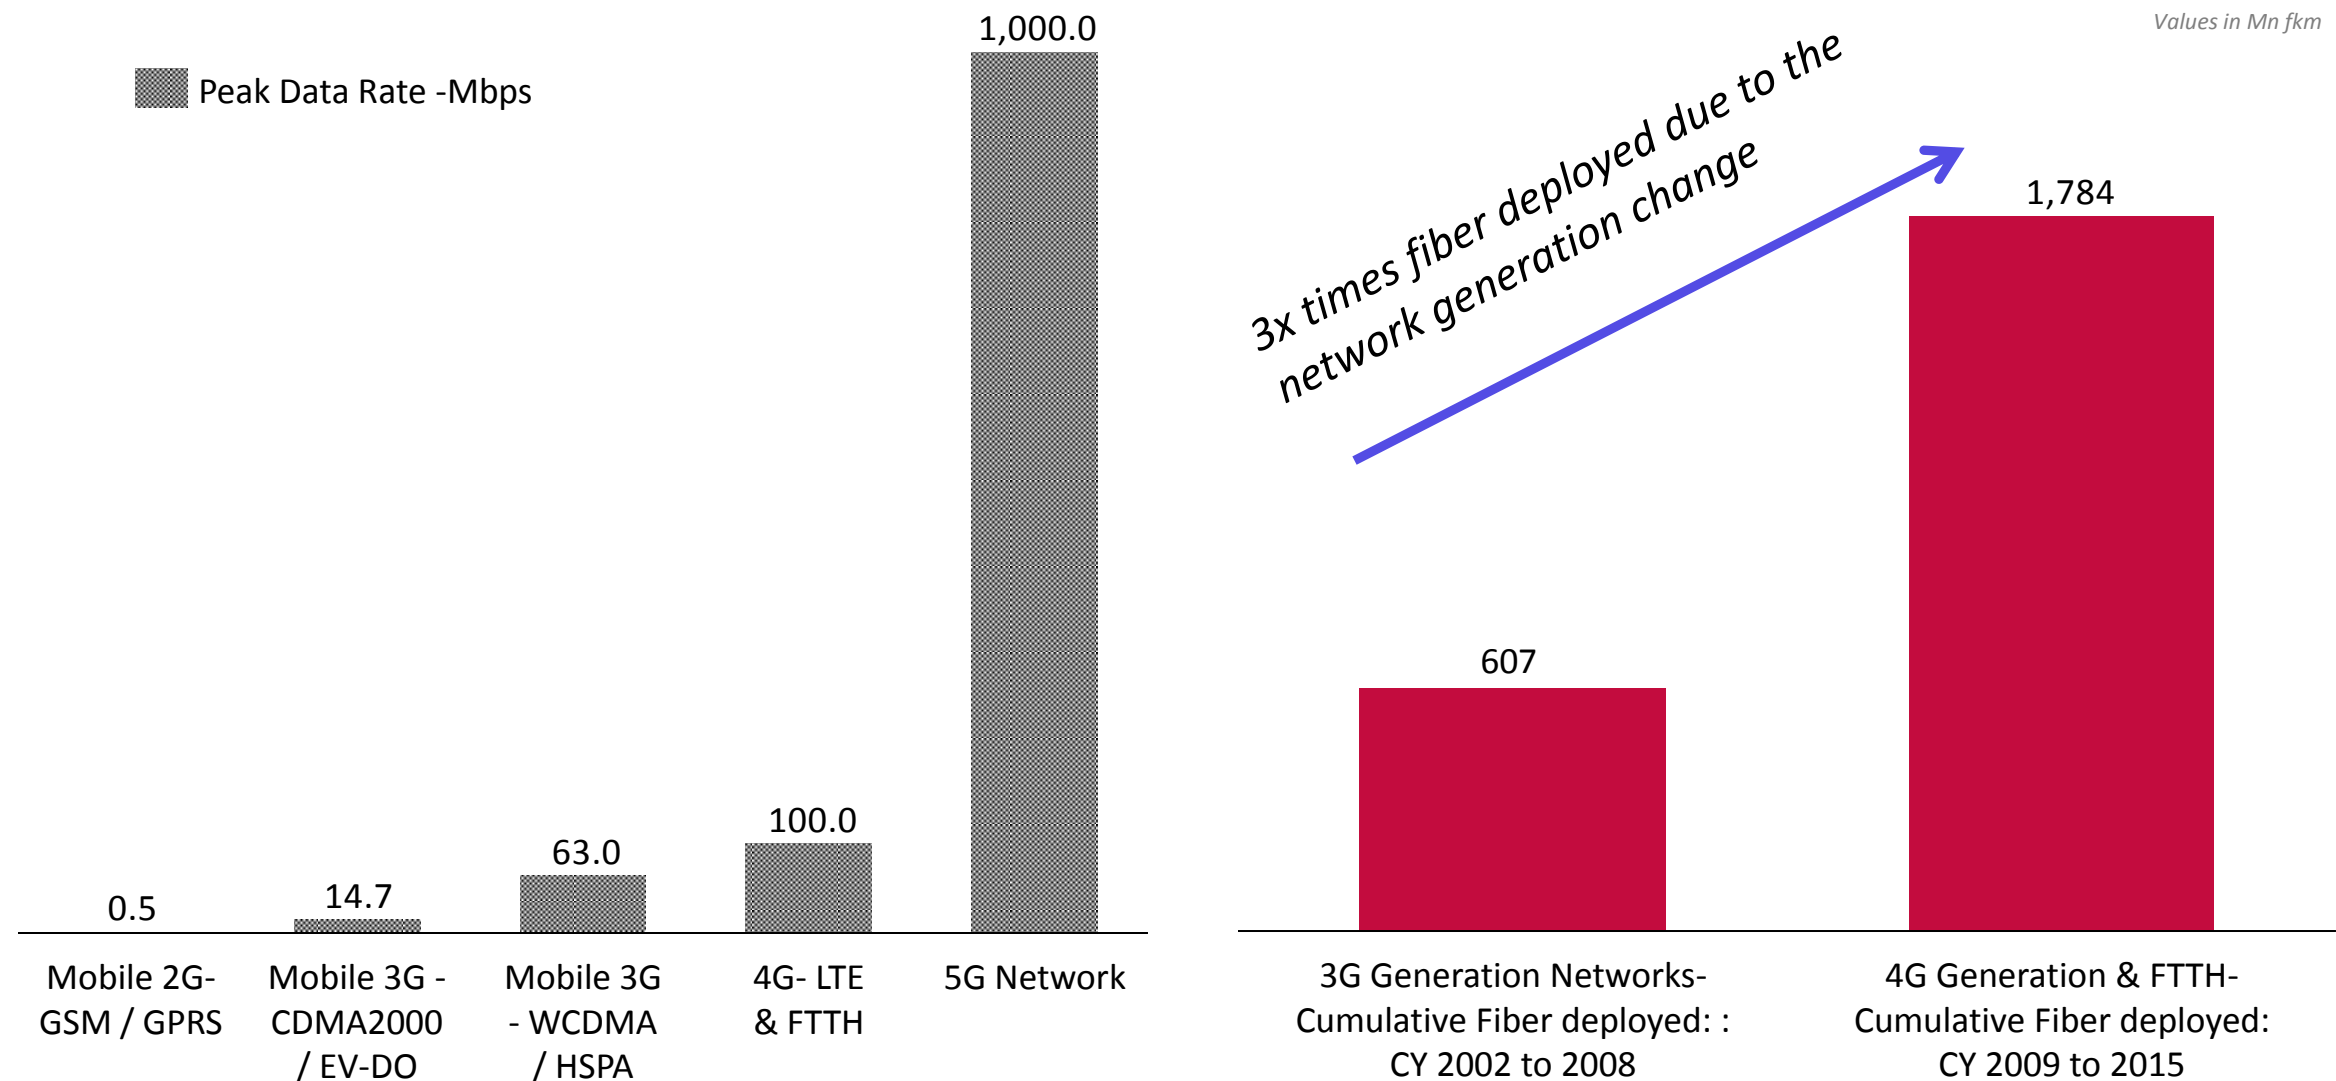 1,000.0
Peak Data Rate -Mbps
100.0
63.0
14.7
0.5
Mobile 2G-
GSM / GPRS
Mobile 3G -
CDMA2000
/ EV-DO
Mobile 3G
- WCDMA
/ HSPA
4G- LTE
& FTTH
5G Network
Values in Mn fkm
3x times fiber deployed due to the
network generation change
1,784
607
3G Generation Networks-
Cumulative Fiber deployed: :
CY 2002 to 2008
4G Generation & FTTH-
Cumulative Fiber deployed:
CY 2009 to 2015